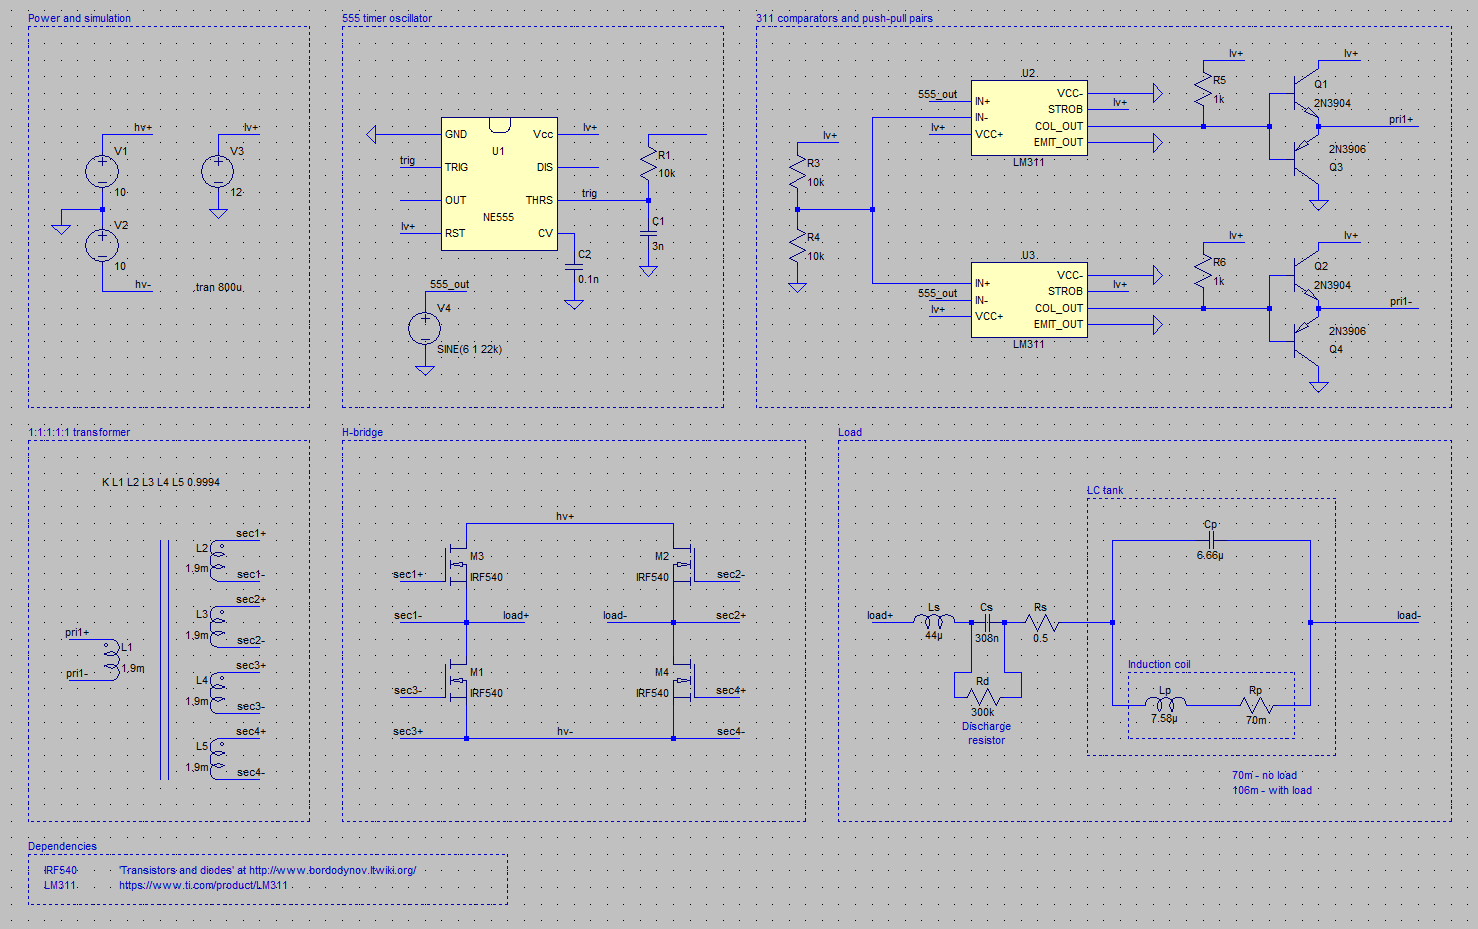 Power and simulation
hv+
lv+
V1
10
V3
12
V2
10
hv-
.tran 800u
555 timer oscillator
GND
Vcc
lv+
U1
trig
TRIG
DIS
R1
10k
OUT
THRS
trig
NE555
lv+
RST
CV
C1
3n
C2
0.1n
555_out
V4
SINE(6 1 22k)
311 comparators and push-pull pairs
lv+
R3
10k
R4
10k
U2
555_out
IN+
IN-
lv+
VCC+
VCC-
STROB
lv+
COL_OUT
EMIT_OUT
LM311
lv+
R5
1k
lv+
Q1
2N3904
pri1+
2N3906
Q3
U3
IN+
555_out
IN-
lv+
VCC+
VCC-
STROB
lv+
COL_OUT
EMIT_OUT
LM311
lv+
R6
1k
lv+
Q2
2N3904
pri1-
2N3906
Q4
1:1:1:1:1 transformer
K L1 L2 L3 L4 L5 0.9994
sec1+
L2
1.9m
sec1-
sec2+
L3
1.9m
sec2-
pri1+
L1
1.9m
pri1-
sec3+
L4
1.9m
sec3-
sec4+
L5
1.9m
sec4-
H-bridge
hv+
M3
IRF540
sec1+
M2
IRF540
sec2-
sec1-
load+
load-
sec2+
M1
IRF540
sec3-
M4
IRF540
sec4+
sec3+
hv-
sec4-
Load
LC tank
Cp
6.66µ
load+
Ls
44µ
Cs
308n
Rs
0.5
load-
Rd
300k
Discharge
resistor
Induction coil
Lp
7.58µ
Rp
70m
70m - no load
106m - with load
Dependencies
IRF540 'Transistors and diodes' at http://www.bordodynov.ltwiki.org/
LM311 https://www.ti.com/product/LM311